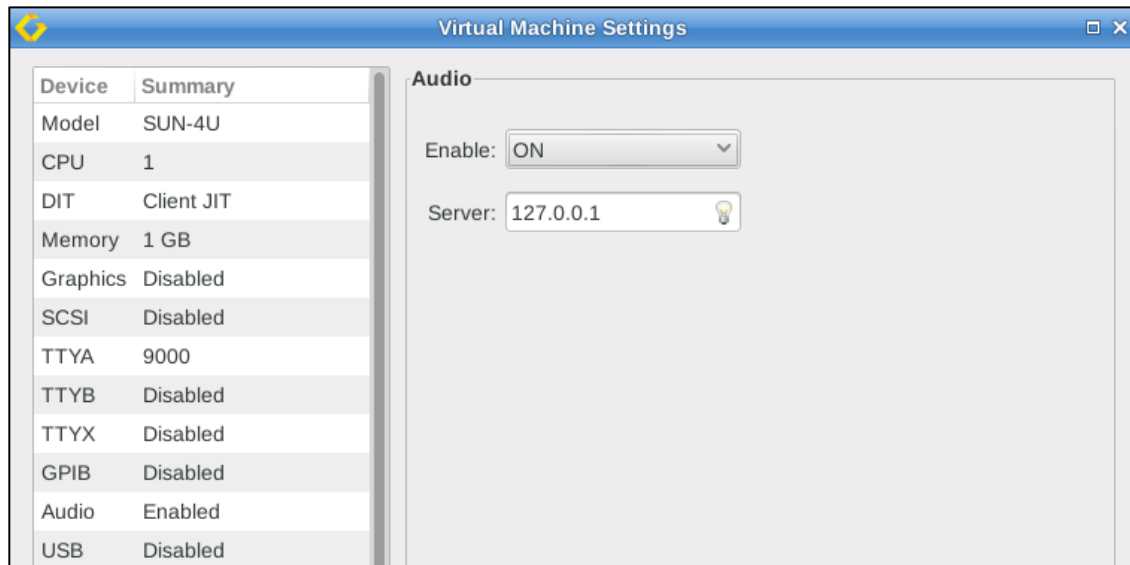 Virtual Machine Settings
Device Summary
Model SUN-4U
CPU 1
DIT Client JIT
Memory 1 GB
Graphics Disabled
SCSI Disabled
TTYA 9000
TTYB Disabled
TTYX Disabled
GPIB Disabled
Audio Enabled
USB Disabled
Audio
Enable: ON
Server: 127.0.0.1